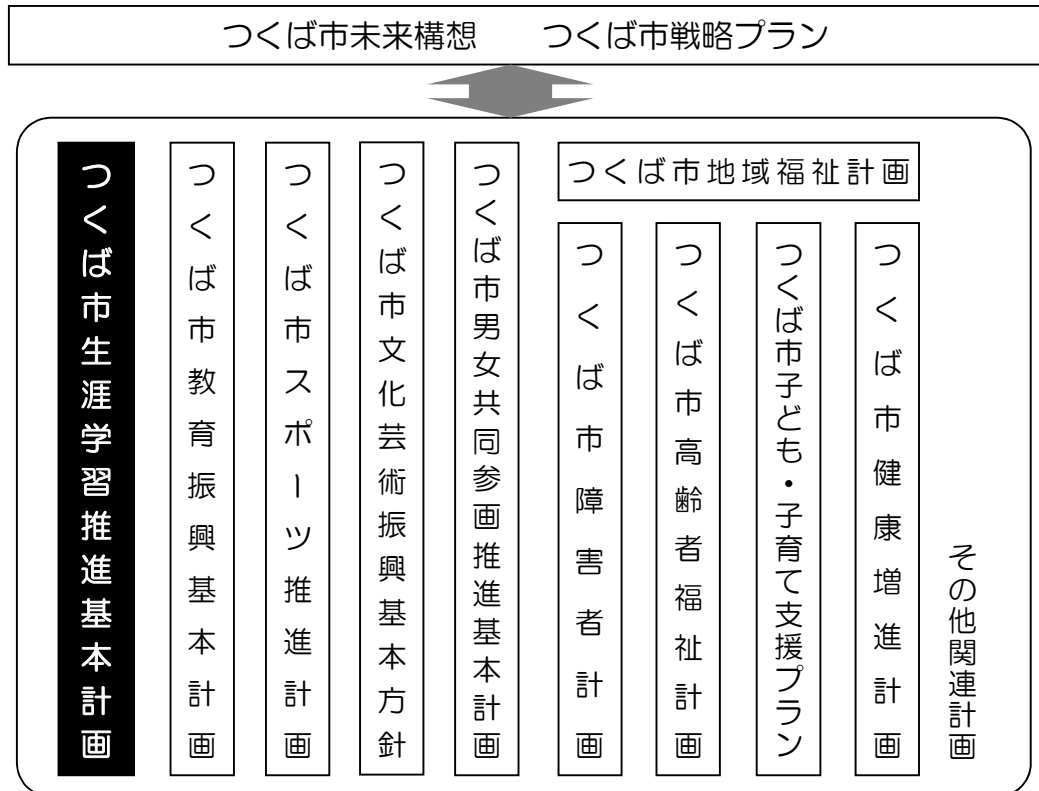 つくば市未来構想　　つくば市戦略プラン
つくば市生涯学習推進基本計画
つくば市教育振興基本計画
つくば市スポーツ推進計画
つくば市文化芸術振興基本方針
つくば市男女共同参画推進基本計画
つくば市地域福祉計画
つくば市障害者計画
つくば市高齢者福祉計画
つくば市子ども・子育て支援プラン
つくば市健康増進計画
その他関連計画